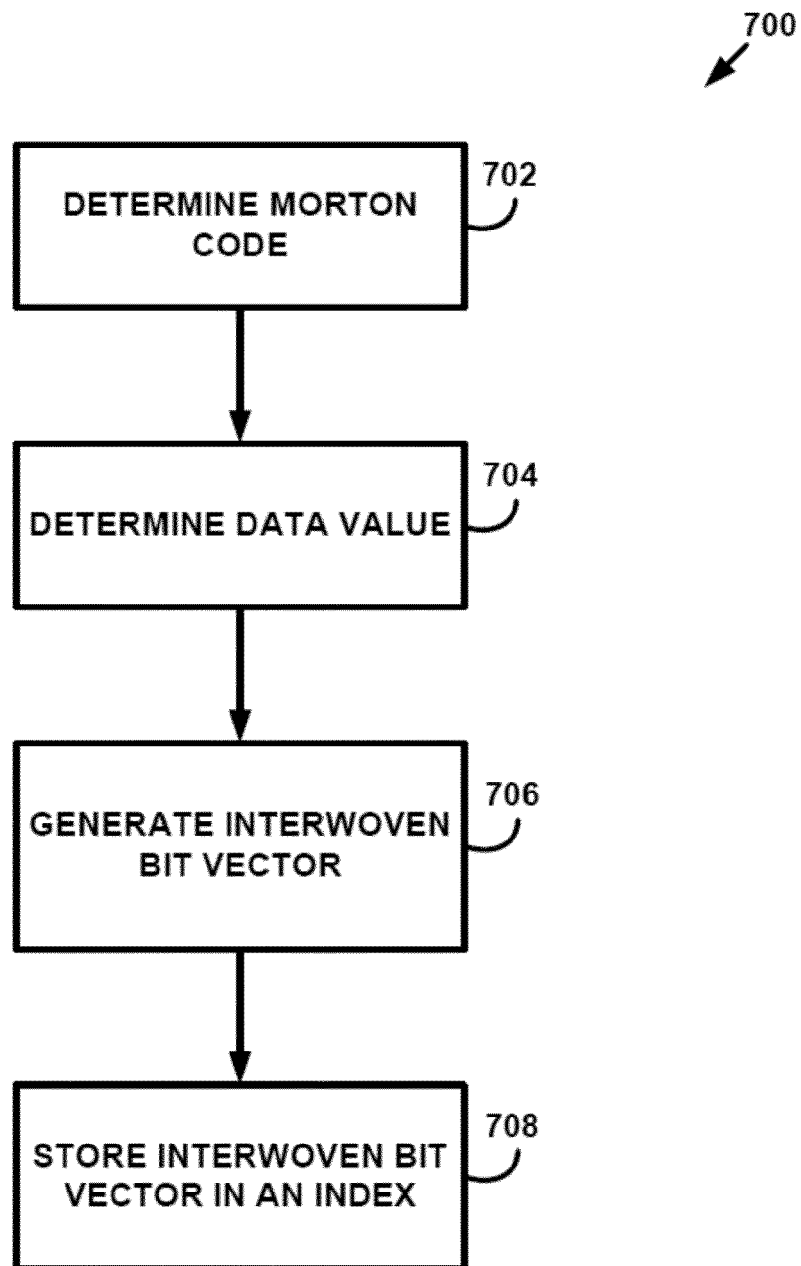 700
DETERMINE MORTON
CODE
702
DETERMINE DATA VALUE
704
GENERATE INTERWOVEN
BIT VECTOR
706
STORE INTERWOVEN BIT
VECTOR IN AN INDEX
708